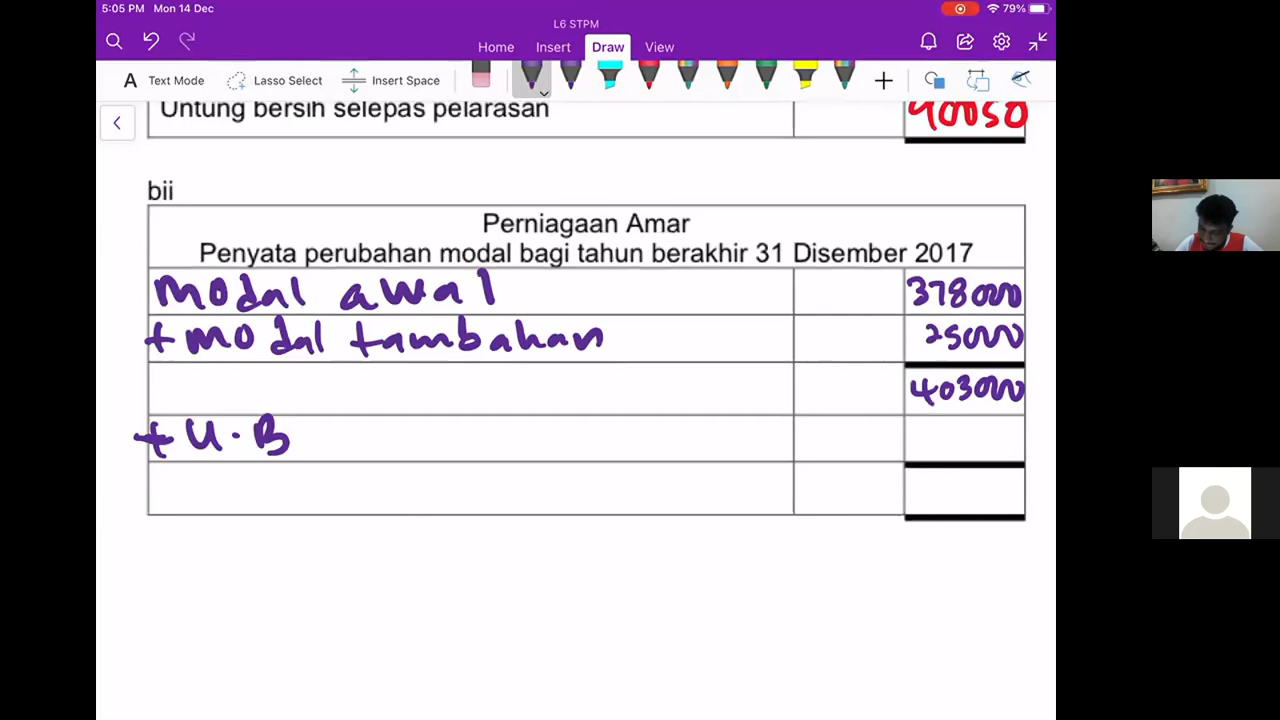 5:05 PM Mon 14 Dec
79%
L6 STPM
Home Insert Draw View
A Text Mode Lasso Select Insert Space
Untung bersih selepas pelarasan 90050
bii
Perniagaan Amar
Penyata perubahan modal bagi tahun berakhir 31 Disember 2017
modal awal 378000
+ modal tambahan 25000
403000
+ U.B